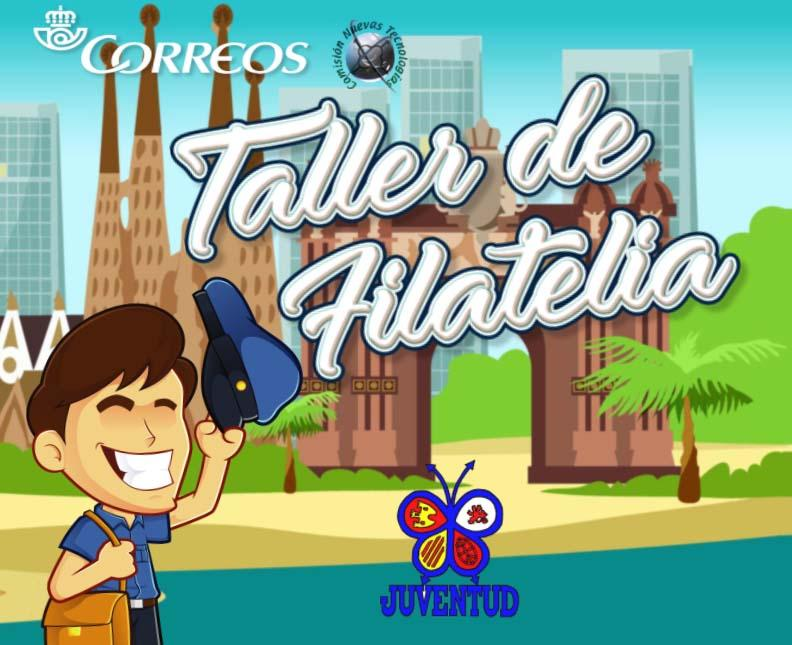 CORREOS
Comisión Nuevas Tecnologías
Taller de
Filatelia
JUVENTUD